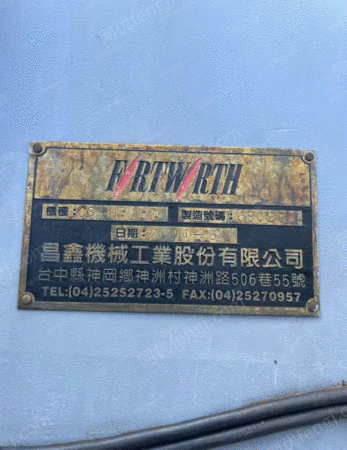 FORTWORTH
機種: 製造號碼:
日期:
昌鑫機械工業股份有限公司
台中縣神岡鄉神洲村神洲路506巷55號
TEL:(04)25252723-5 FAX:(04)25270957